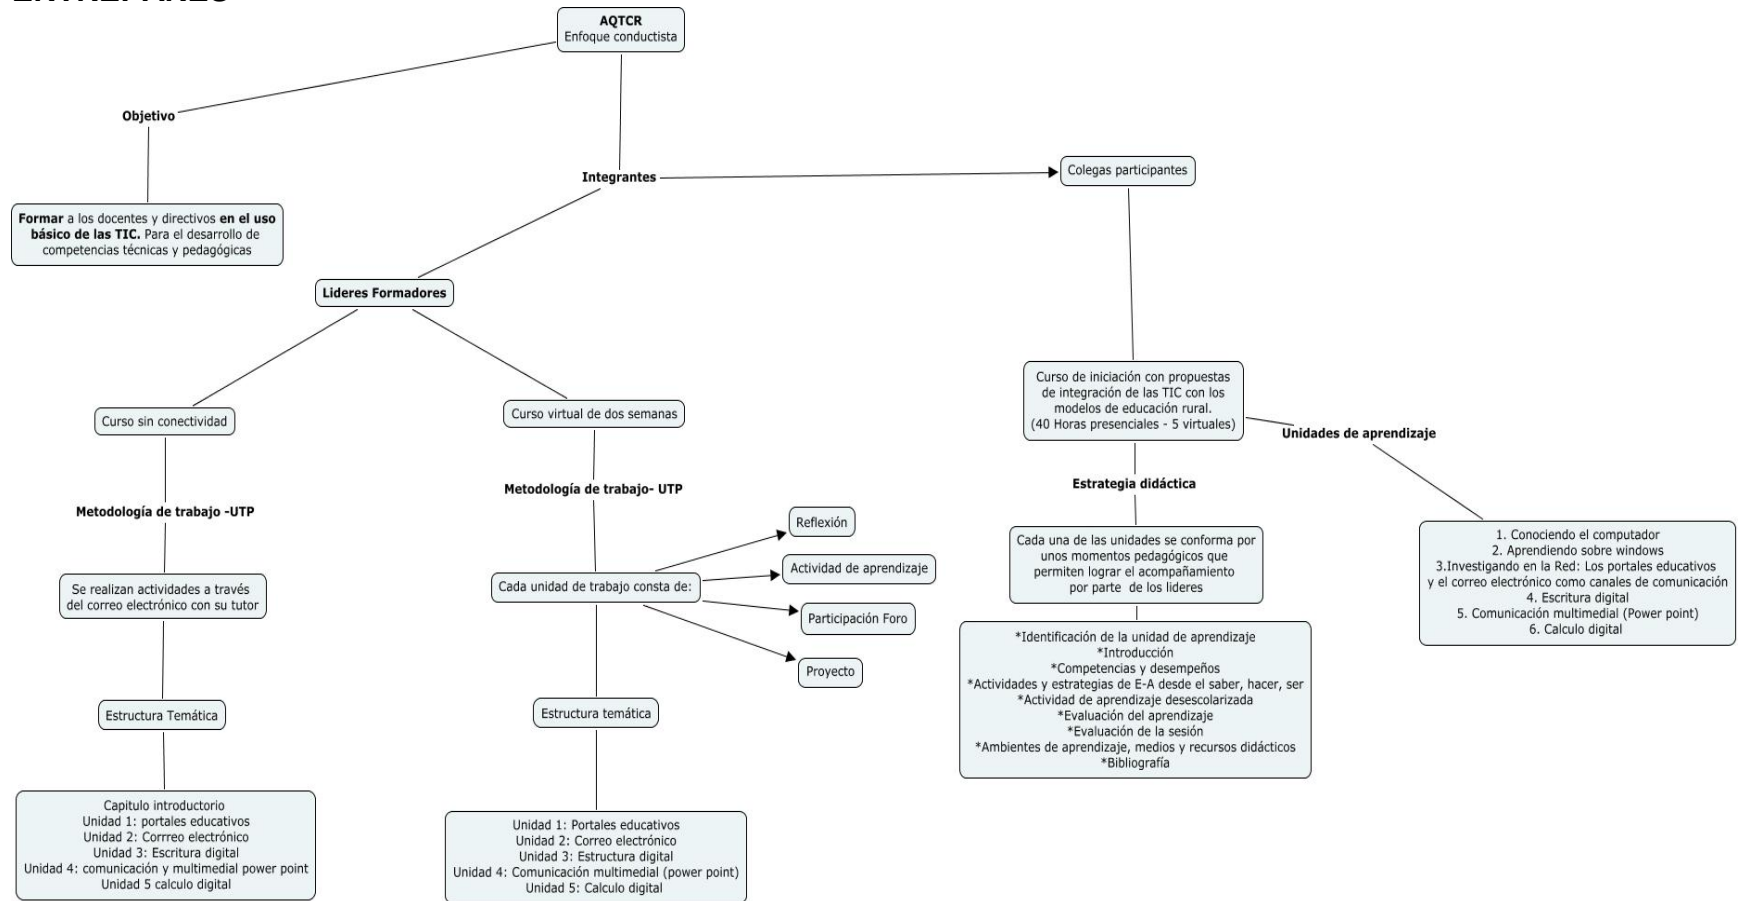 AQTCR
Enfoque conductista
Objetivo
Formar a los docentes y directivos en el uso
básico de las TIC. Para el desarrollo de
competencias técnicas y pedagógicas
Integrantes
Colegas participantes
Lideres Formadores
Curso sin conectividad
Metodología de trabajo -UTP
Se realizan actividades a través
del correo electrónico con su tutor
Estructura Temática
Capitulo introductorio
Unidad 1: portales educativos
Unidad 2: Corrreo electrónico
Unidad 3: Escritura digital
Unidad 4: comunicación y multimedial power point
Unidad 5 calculo digital
Curso virtual de dos semanas
Metodología de trabajo- UTP
Cada unidad de trabajo consta de:
Reflexión
Actividad de aprendizaje
Participación Foro
Proyecto
Estructura temática
Unidad 1: Portales educativos
Unidad 2: Correo electrónico
Unidad 3: Estructura digital
Unidad 4: Comunicación multimedial (power point)
Unidad 5: Calculo digital
Curso de iniciación con propuestas
de integración de las TIC con los
modelos de educación rural.
(40 Horas presenciales - 5 virtuales)
Estrategia didáctica
Cada una de las unidades se conforma por
unos momentos pedagógicos que
permiten lograr el acompañamiento
por parte de los lideres
*Identificación de la unidad de aprendizaje
*Introducción
*Competencias y desempeños
*Actividades y estrategias de E-A desde el saber, hacer, ser
*Actividad de aprendizaje desescolarizada
*Evaluación del aprendizaje
*Evaluación de la sesión
*Ambientes de aprendizaje, medios y recursos didácticos
*Bibliografía
Unidades de aprendizaje
1. Conociendo el computador
2. Aprendiendo sobre windows
3.Investigando en la Red: Los portales educativos
y el correo electrónico como canales de comunicación
4. Escritura digital
5. Comunicación multimedial (Power point)
6. Calculo digital